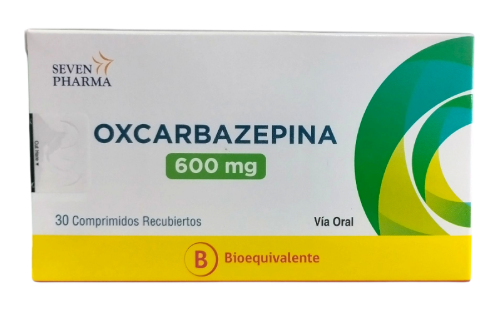 SEVEN
PHARMA
OXCARBAZEPINA
600 mg
30 Comprimidos Recubiertos
Vía Oral
B Bioequivalente